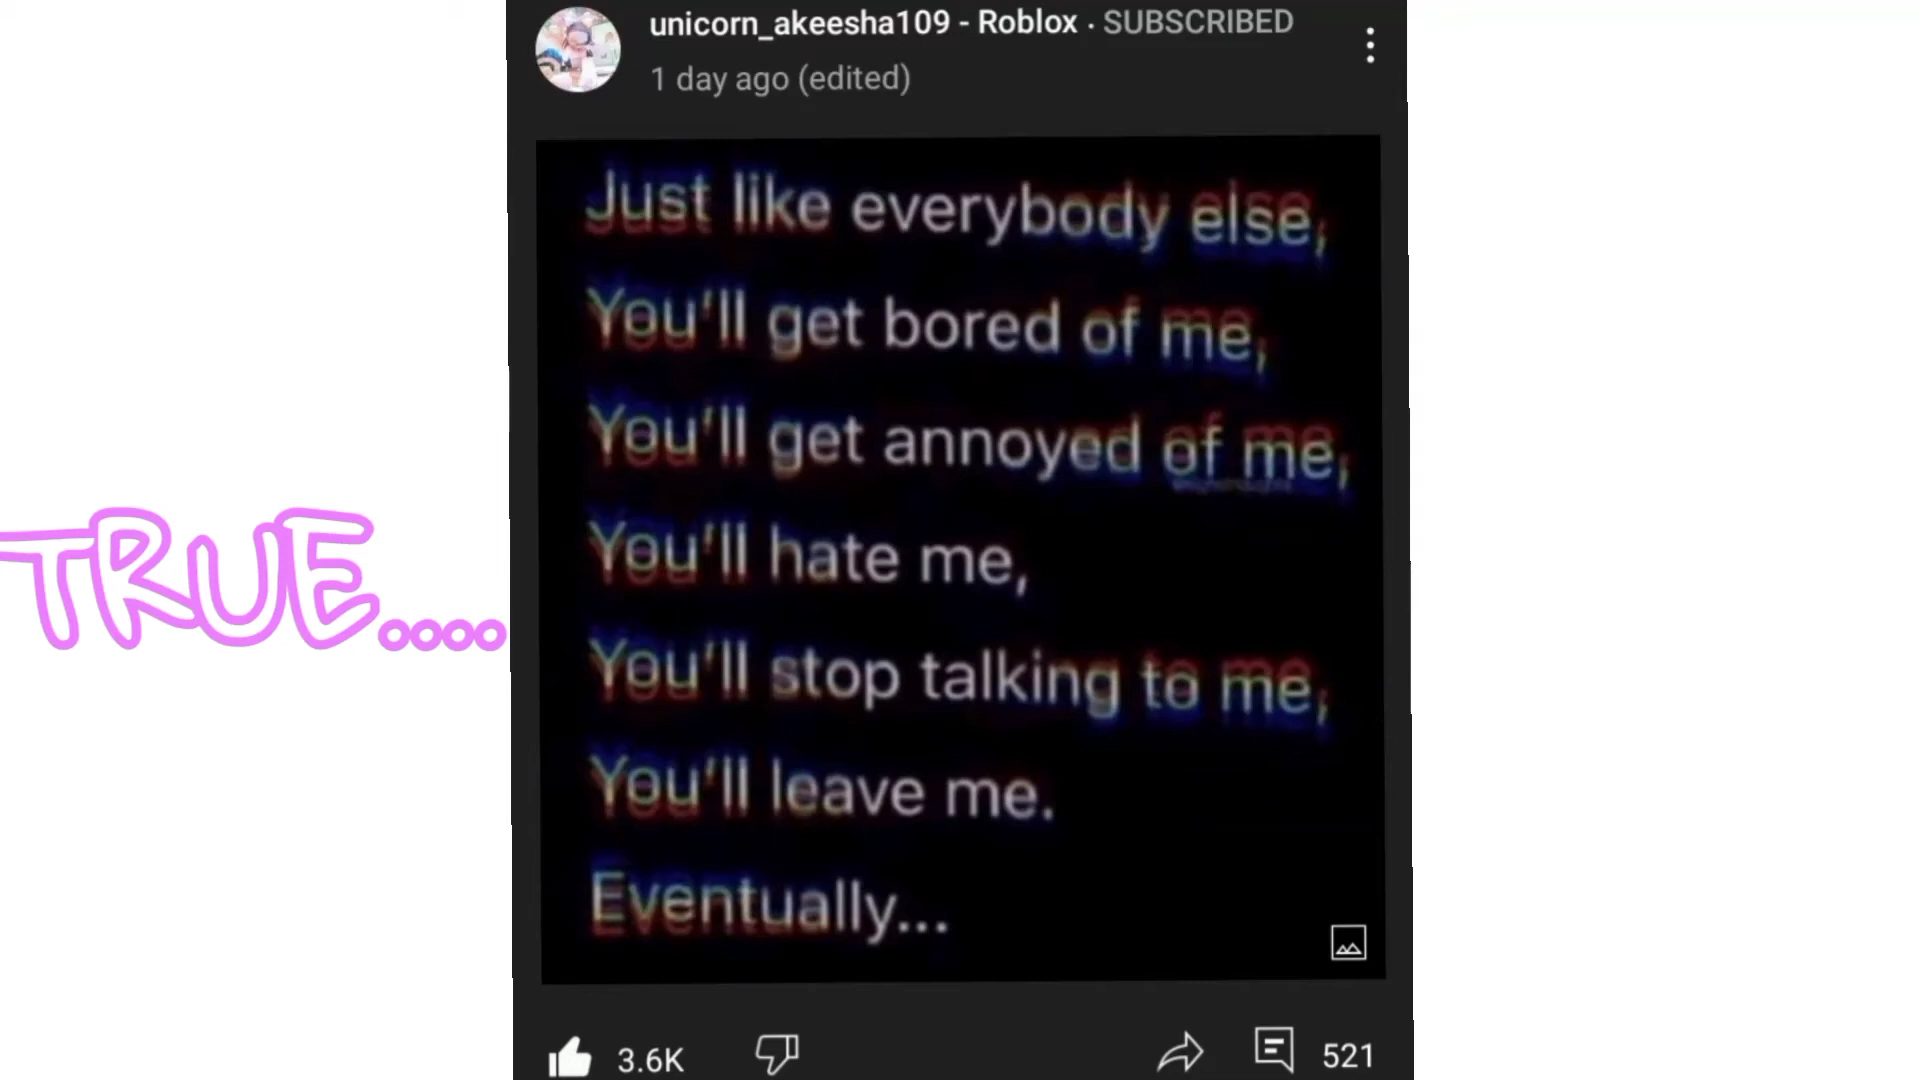 unicorn_akeesha109 - Roblox · SUBSCRIBED
1 day ago (edited)
Just like everybody else,
You'll get bored of me,
You'll get annoyed of me,
You'll hate me,
You'll stop talking to me,
You'll leave me.
Eventually...
TRUE....
3.6K
521